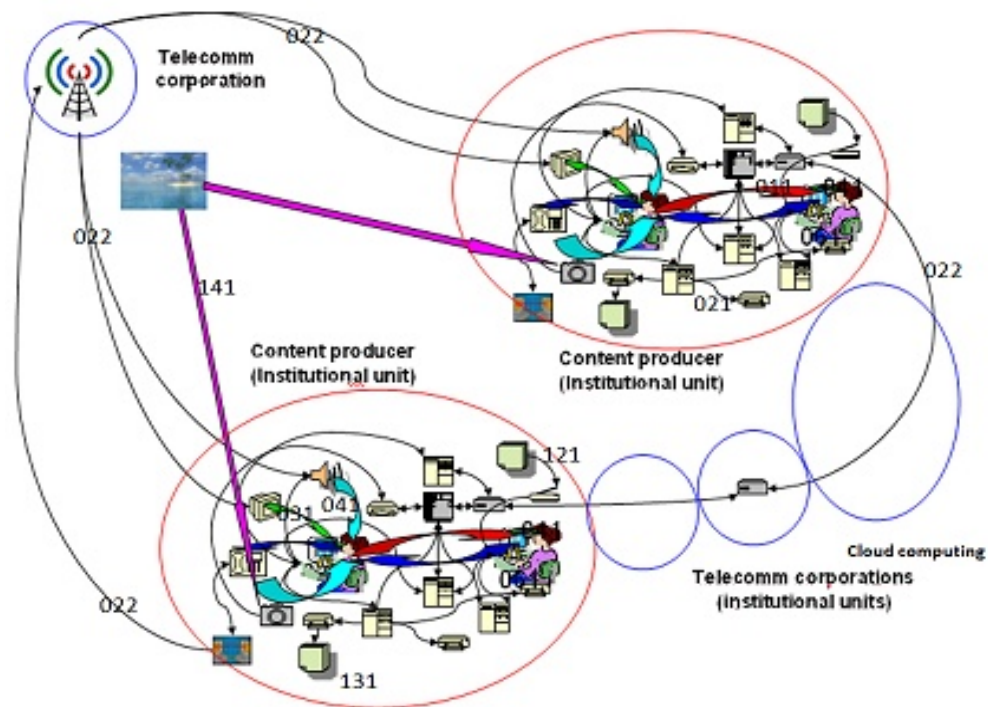 022
Telecomm
corporation
022
022
141
021
Content producer
(Institutional unit)
Content producer
(Institutional unit)
121
041
031
Cloud computing
Telecomm corporations
(institutional units)
022
131